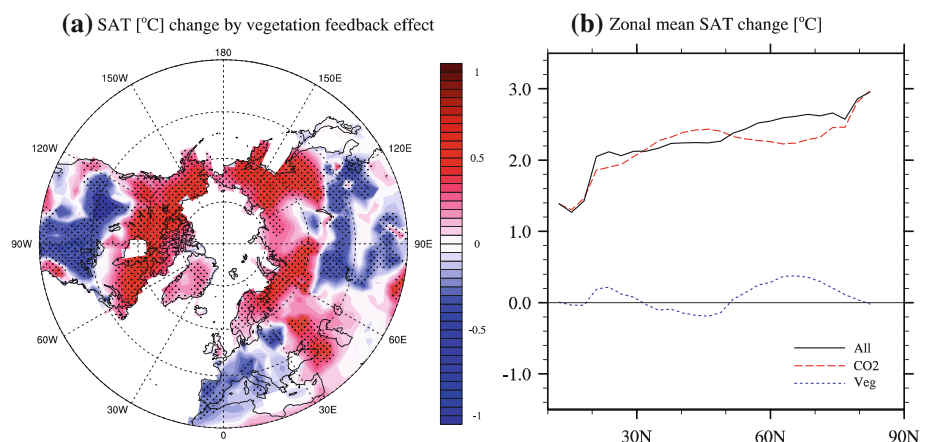 (a) SAT [°C] change by vegetation feedback effect
180
150W
150E
120W
120E
90W
90E
60W
60E
30W
30E
0
1
0.5
0
-0.5
-1
(b) Zonal mean SAT change [°C]
3.0
2.0
1.0
0.0
-1.0
All
CO2
Veg
30N
60N
90N